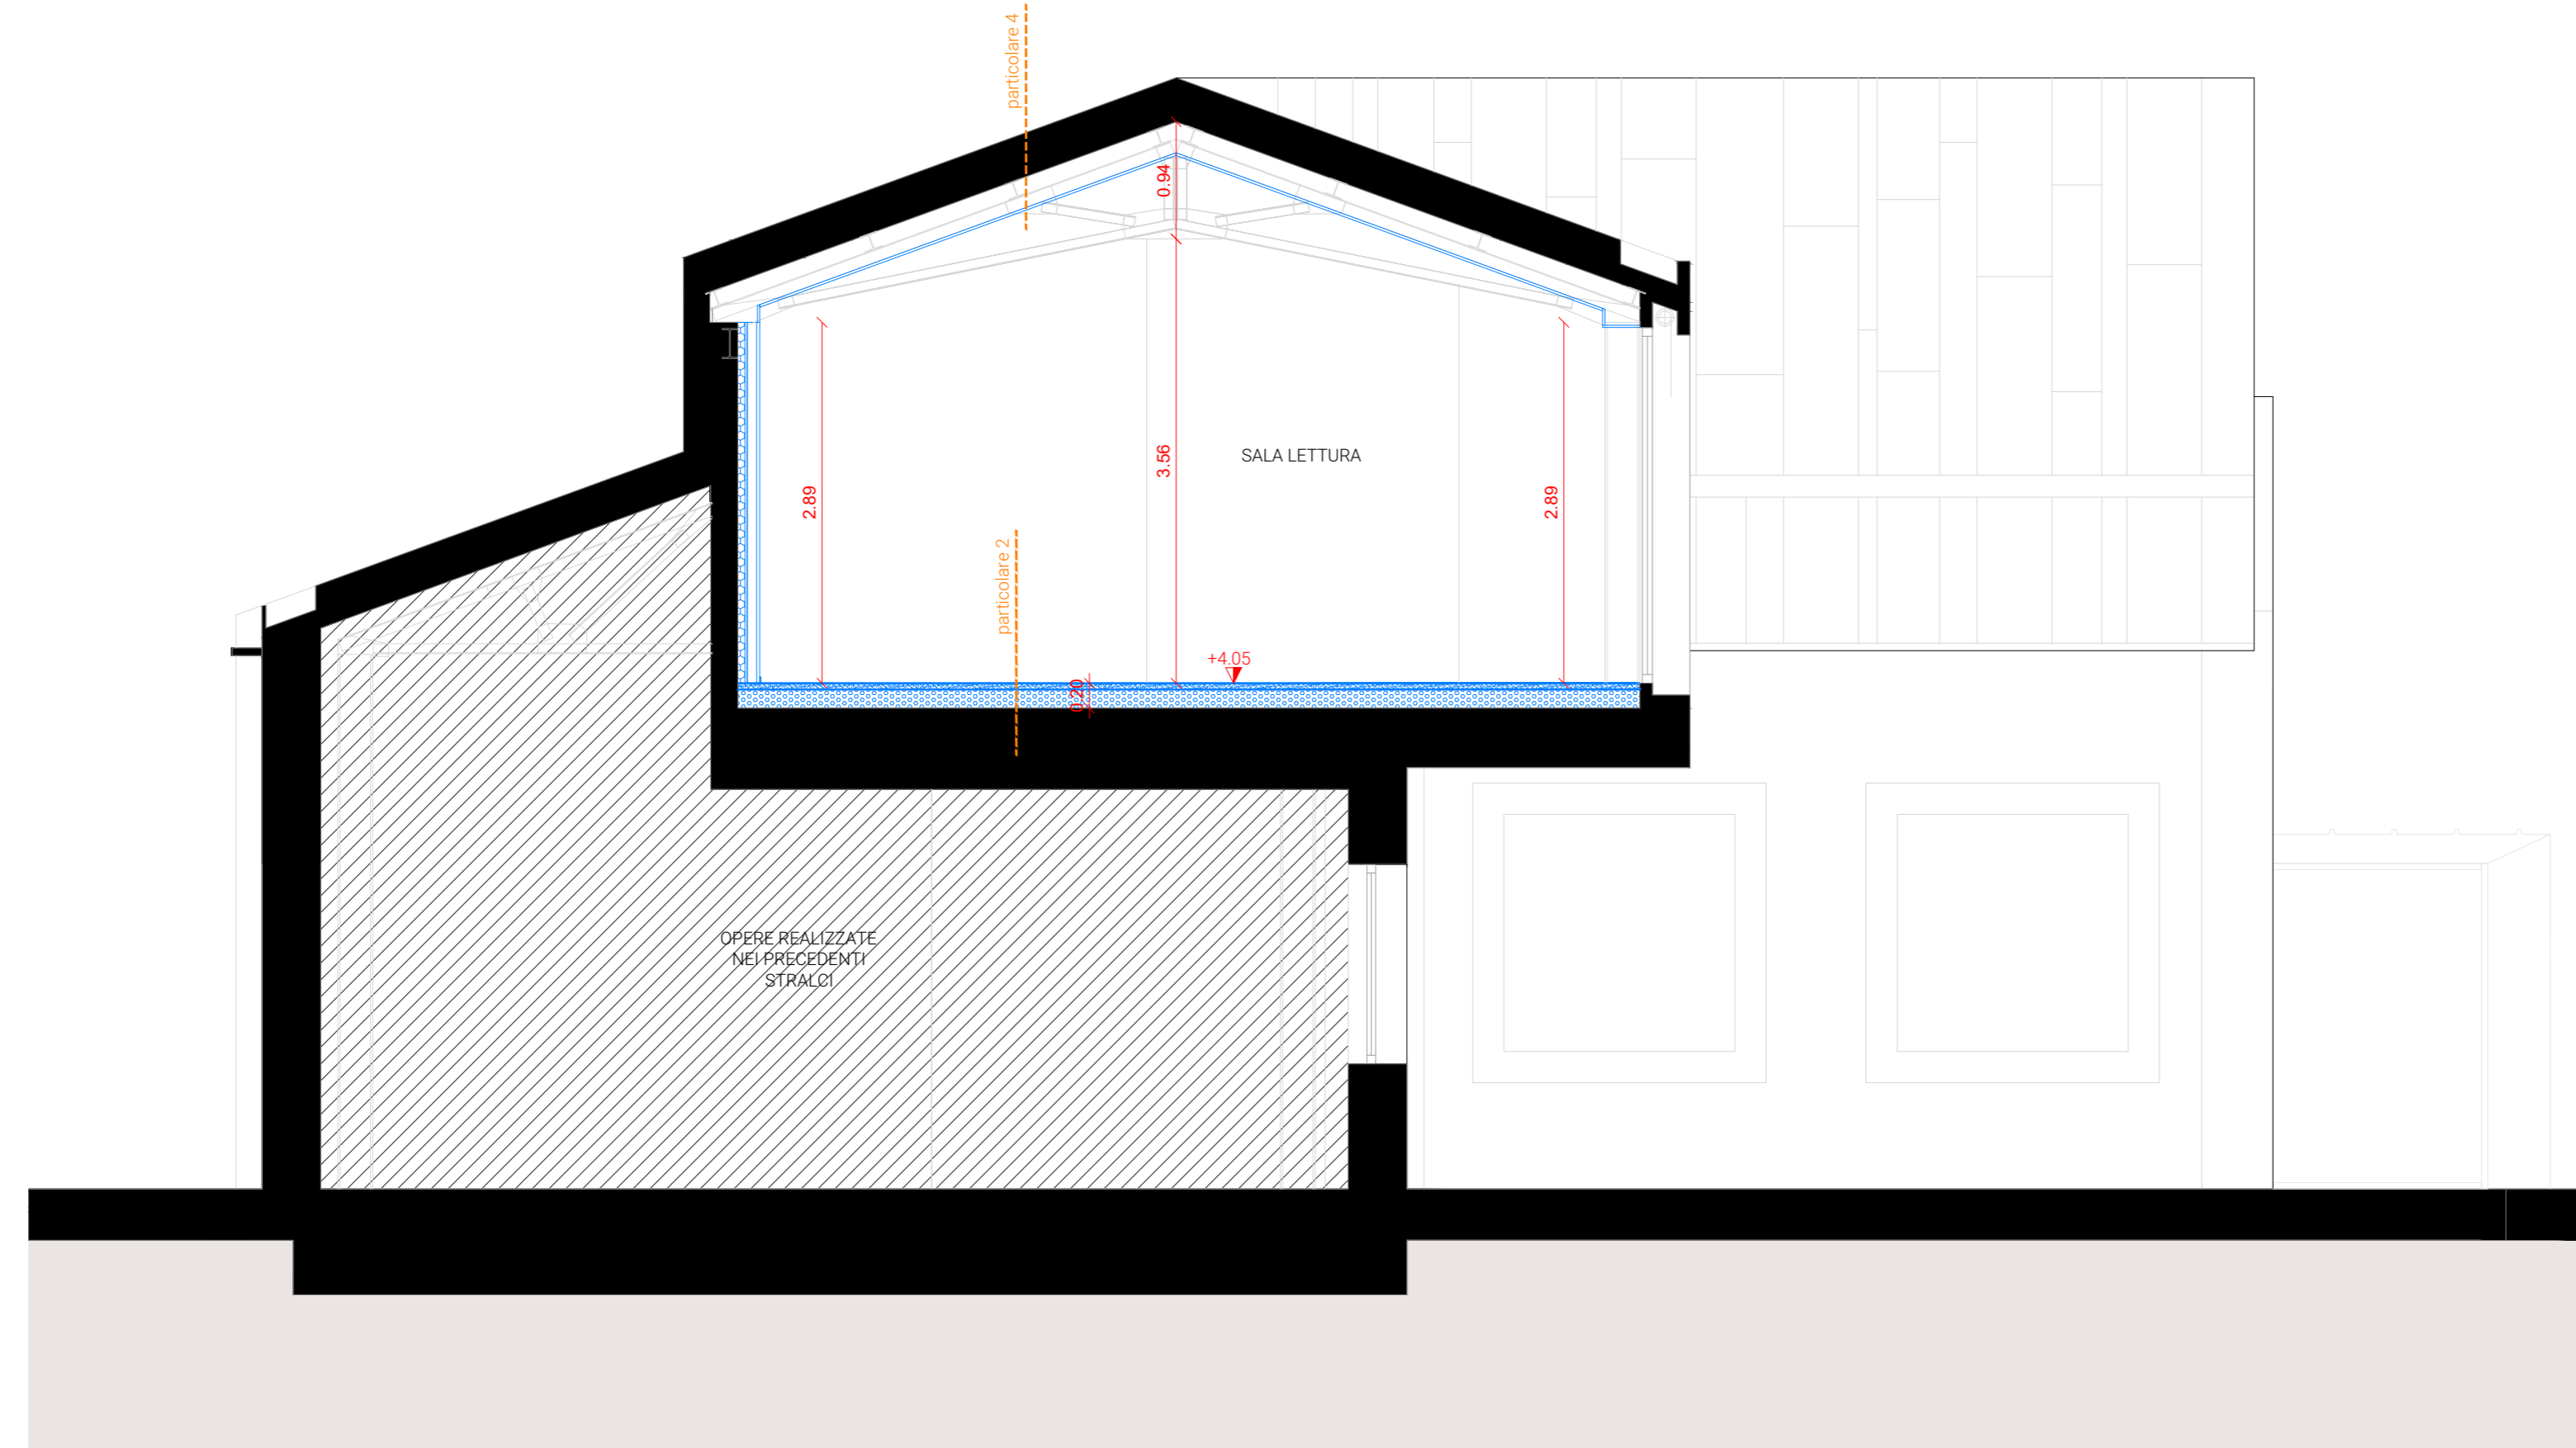 particolare 4
0.94
SALA LETTURA
3.56
2.89
2.89
particolare 2
+4.05
0.20
OPERE REALIZZATE
NEI PRECEDENTI
STRALCI